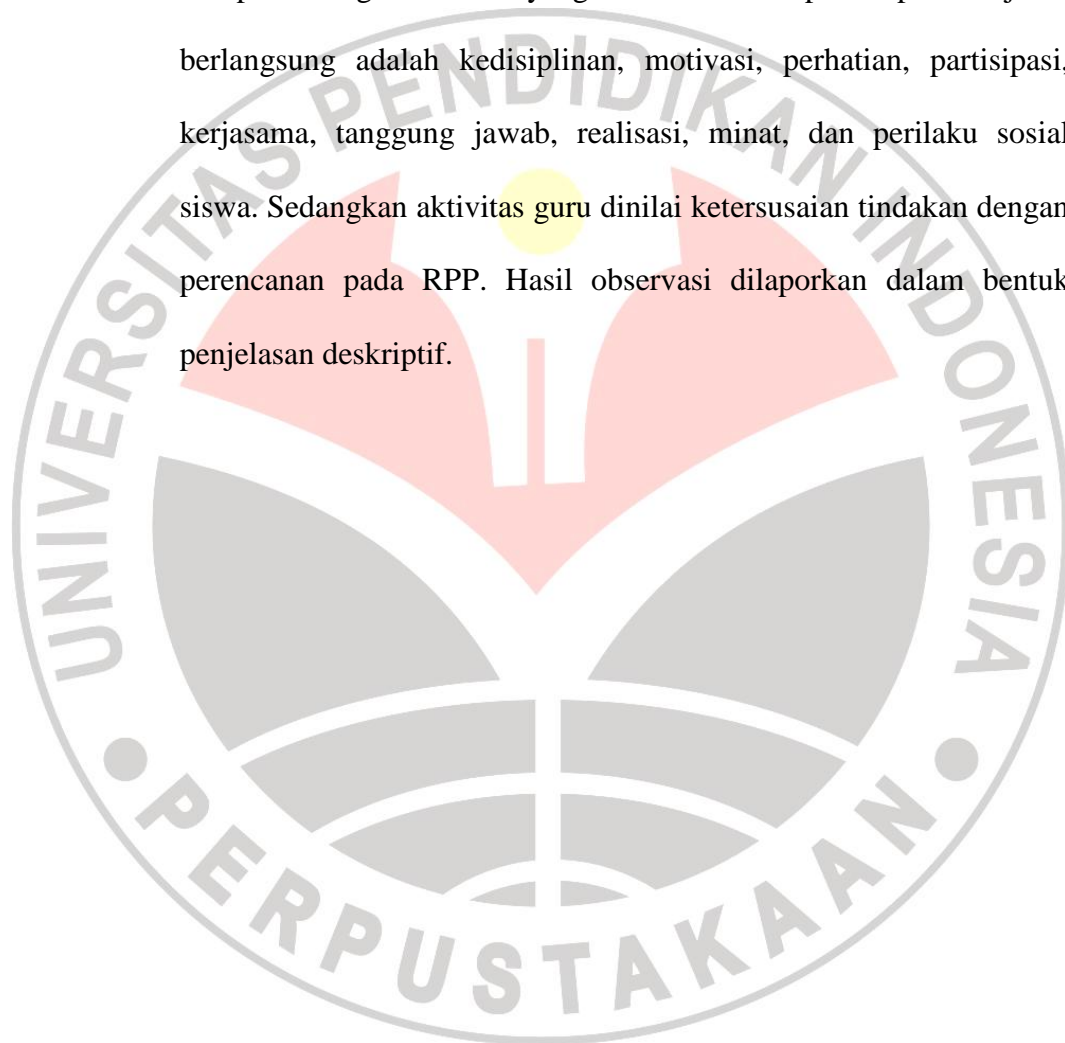 berlangsung adalah kedisiplinan, motivasi, perhatian, partisipasi,
kerjasama, tanggung jawab, realisasi, minat, dan perilaku sosial
siswa. Sedangkan aktivitas guru dinilai ketersusaian tindakan dengan
perencanan pada RPP. Hasil observasi dilaporkan dalam bentuk
penjelasan deskriptif.
UNIVERSITAS PENDIDIKAN INDONESIA
PERPUSTAKAAN